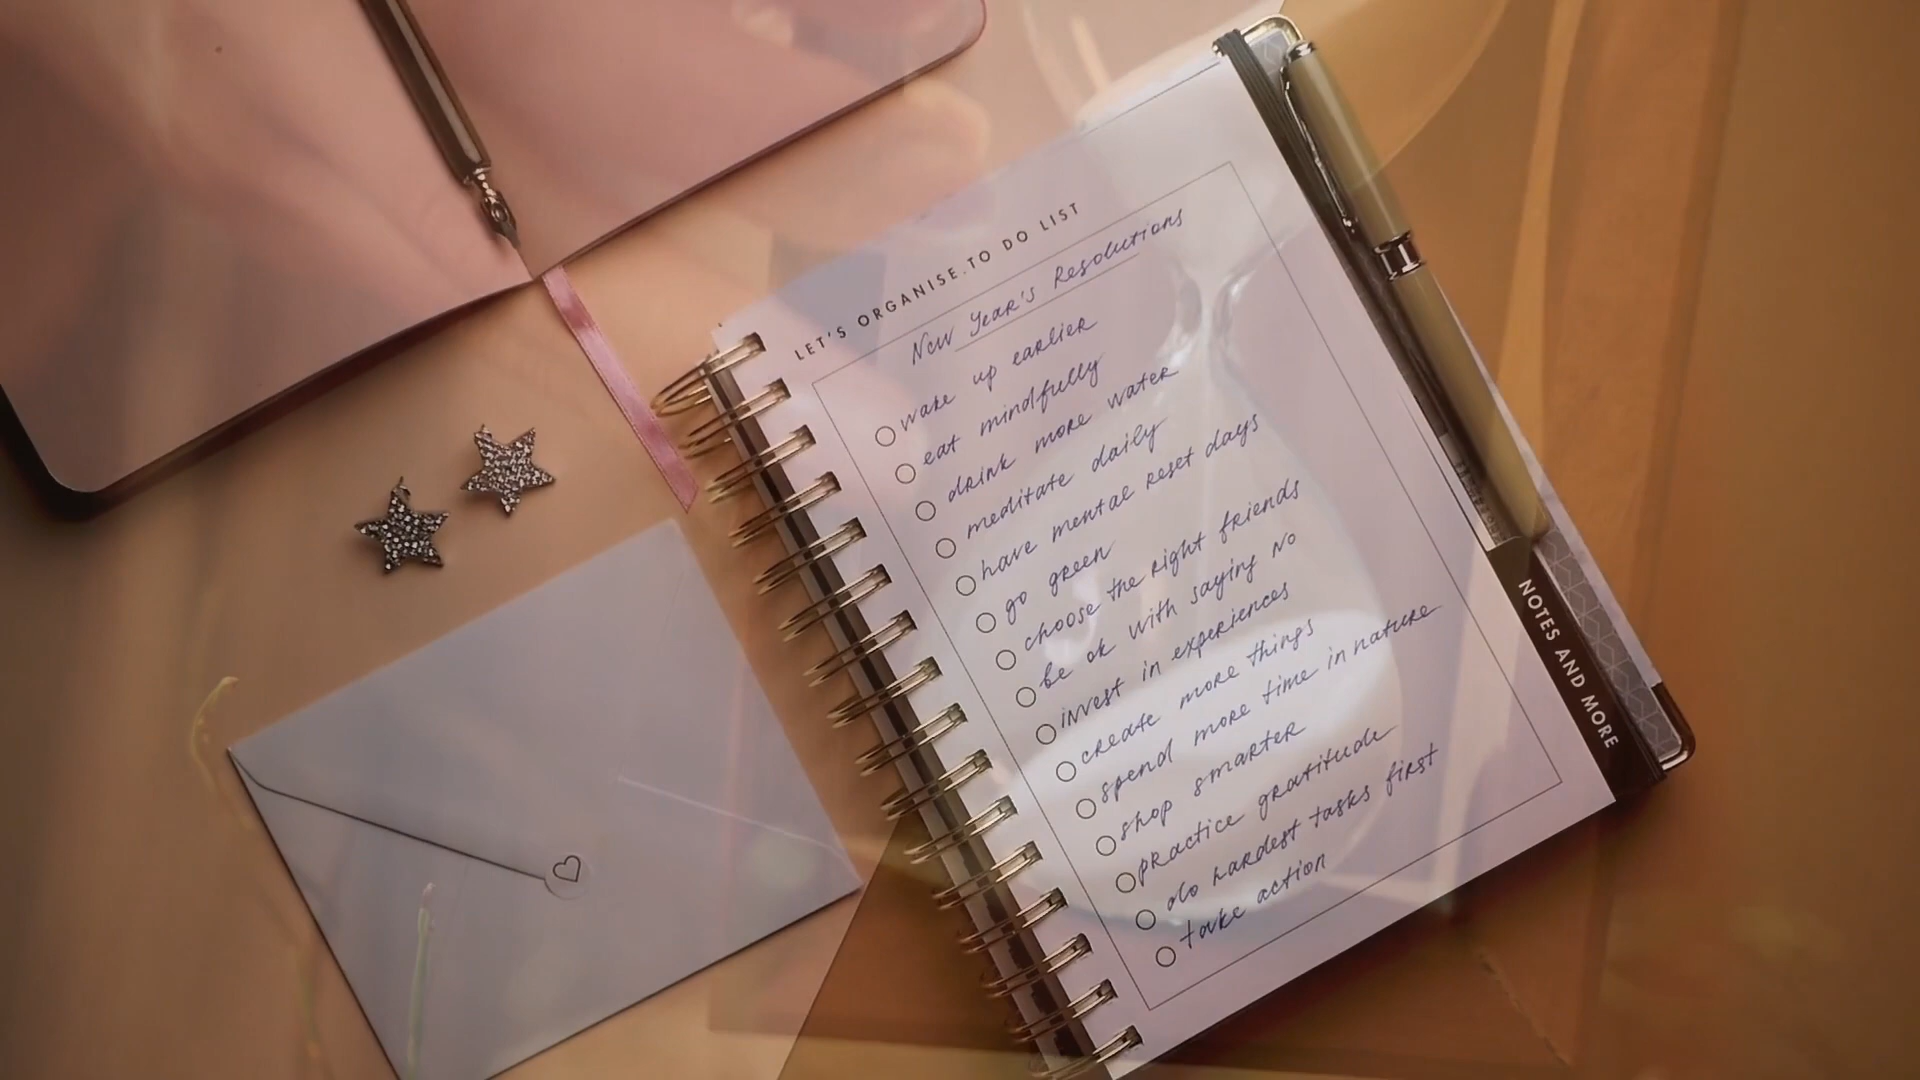 LET'S ORGANISE.TO DO LIST
New Year's Resolutions
wake up earlier
eat mindfully
drink more water
meditate daily
have mental reset days
go green
choose the right friends
be ok with saying no
invest in experiences
create more things
spend more time in nature
shop smarter
practice gratitude
do hardest tasks first
take action
NOTES AND MORE